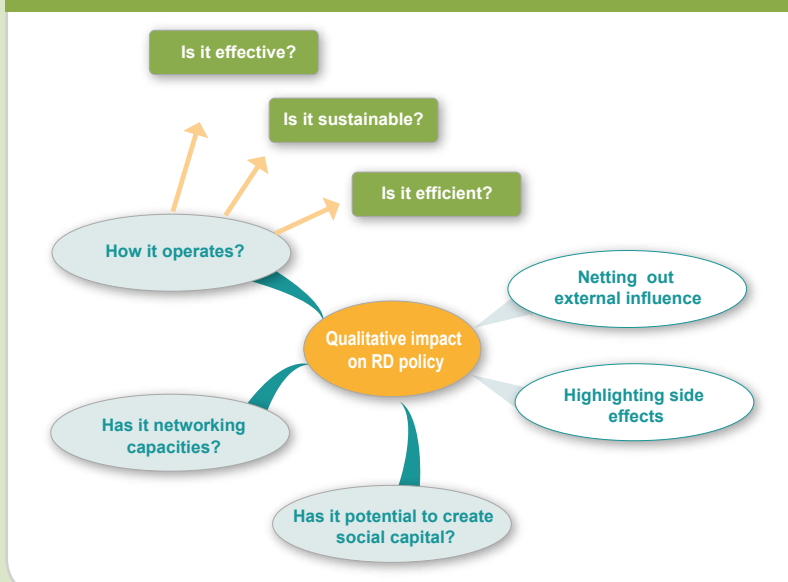 Is it effective?
Is it sustainable?
Is it efficient?
How it operates?
Netting out
external influence
Qualitative impact
on RD policy
Highlighting side
effects
Has it networking
capacities?
Has it potential to create
social capital?